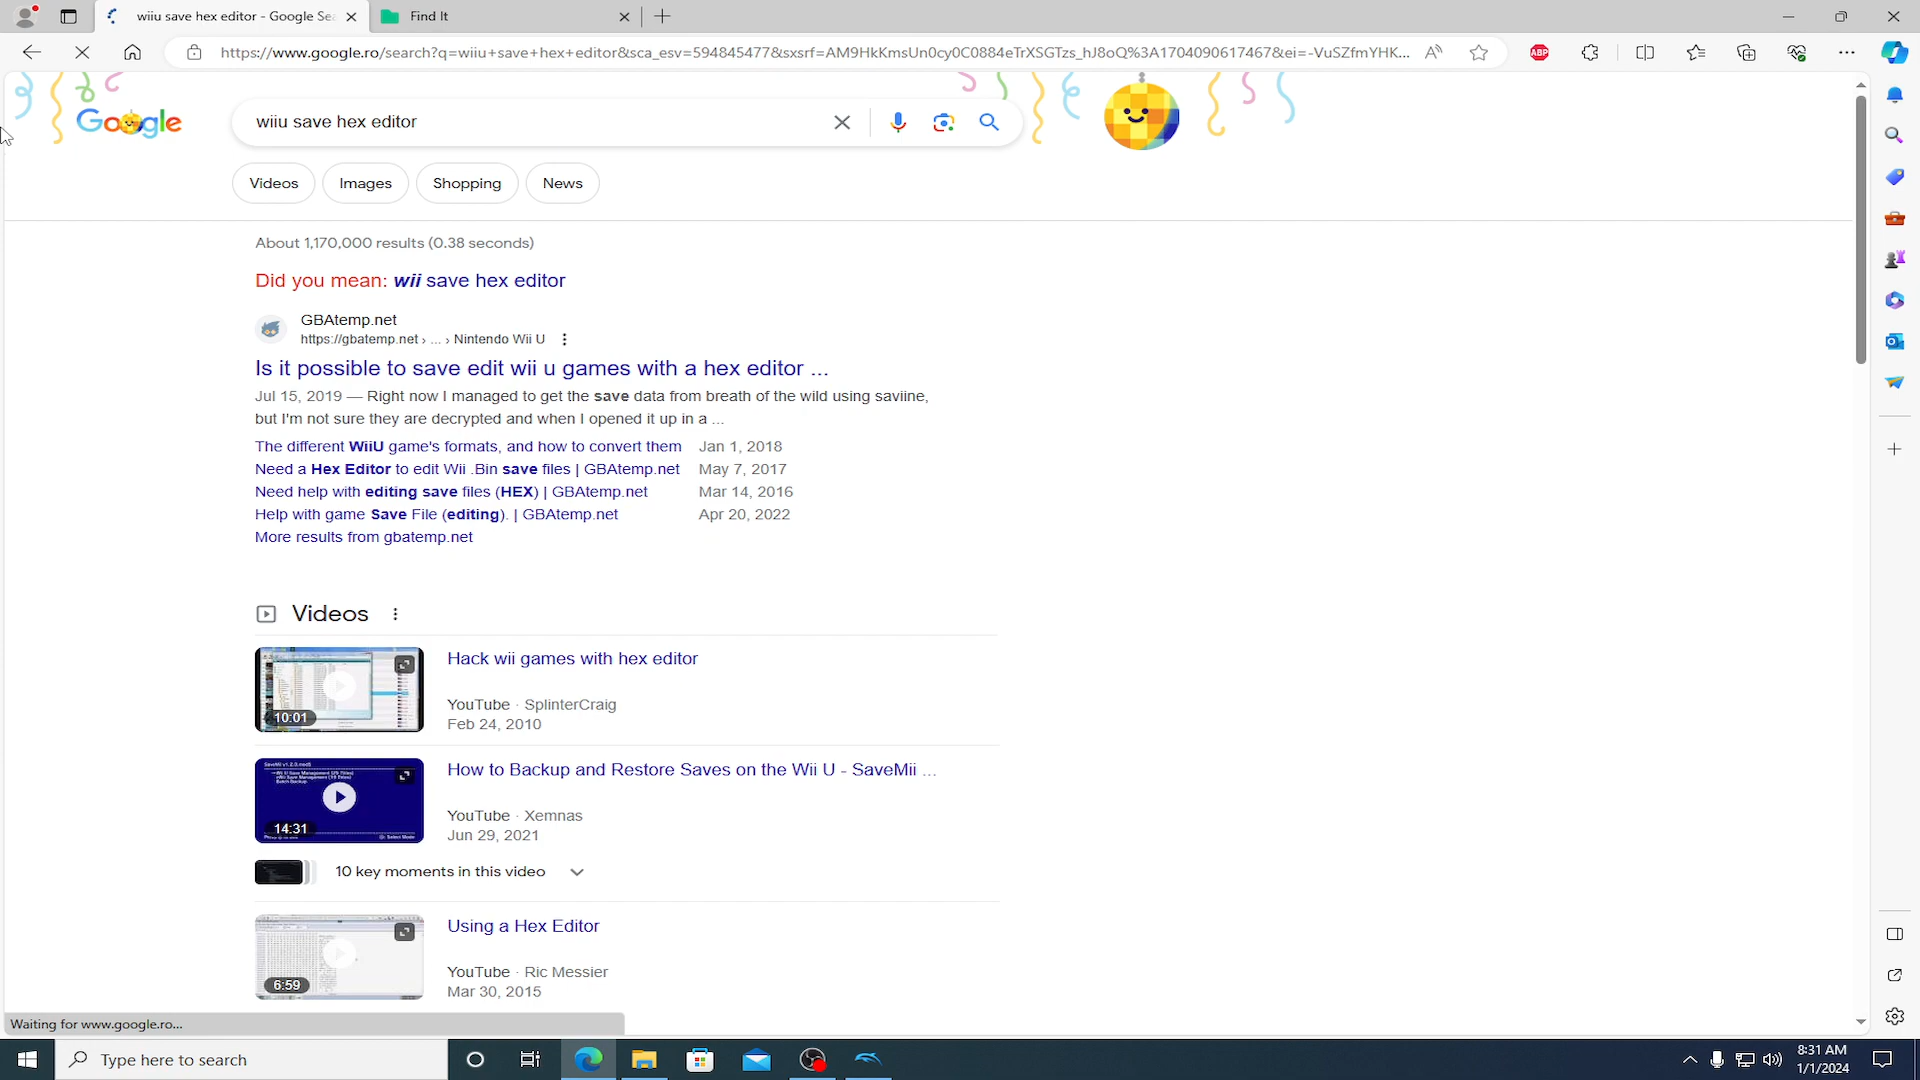 wiiu save hex editor - Google Sea
Find It
https://www.google.ro/search?q=wiiu+save+hex+editor&sca_esv=594845477&sxsrf=AM9HkKmsUn0cy0C0884eTrXSGTzs_hJ8oQ%3A1704090617467&ei=-VuSZfmYHK...
ABP
Google
wiiu save hex editor
Videos
Images
Shopping
News
About 1,170,000 results (0.38 seconds)
Did you mean: wii save hex editor
GBAtemp.net
https://gbatemp.net › ... › Nintendo Wii U
Is it possible to save edit wii u games with a hex editor ...
Jul 15, 2019 — Right now I managed to get the save data from breath of the wild using saviine,
but I'm not sure they are decrypted and when I opened it up in a ...
The different WiiU game's formats, and how to convert them Jan 1, 2018
Need a Hex Editor to edit Wii .Bin save files | GBAtemp.net May 7, 2017
Need help with editing save files (HEX) | GBAtemp.net Mar 14, 2016
Help with game Save File (editing). | GBAtemp.net Apr 20, 2022
More results from gbatemp.net
Videos
10:01
Hack wii games with hex editor
YouTube · SplinterCraig
Feb 24, 2010
14:31
How to Backup and Restore Saves on the Wii U - SaveMii ...
YouTube · Xemnas
Jun 29, 2021
10 key moments in this video
6:59
Using a Hex Editor
YouTube · Ric Messier
Mar 30, 2015
Waiting for www.google.ro...
Type here to search
8:31 AM
1/1/2024